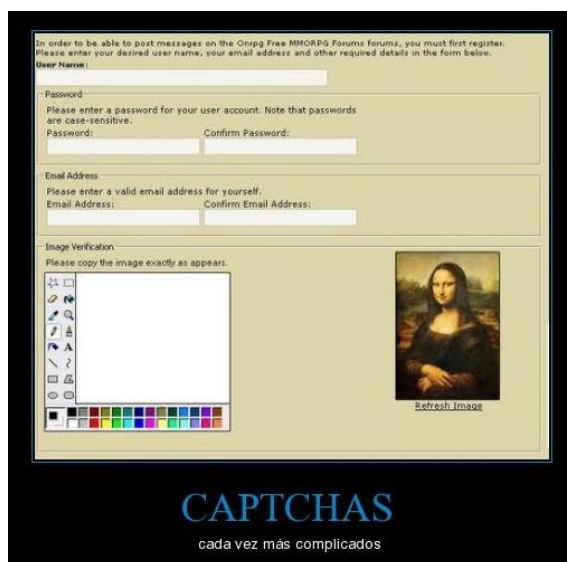 In order to be able to post messages on the Onrpg Free MMORPG Forums forums, you must first register.
Please enter your desired user name, your email address and other required details in the form below.
User Name:
Password
Please enter a password for your user account. Note that passwords
are case-sensitive.
Password: Confirm Password:
Email Address
Please enter a valid email address for yourself.
Email Address: Confirm Email Address:
Image Verification
Please copy the image exactly as appears.
A
Refresh Image
CAPTCHAS
cada vez más complicados